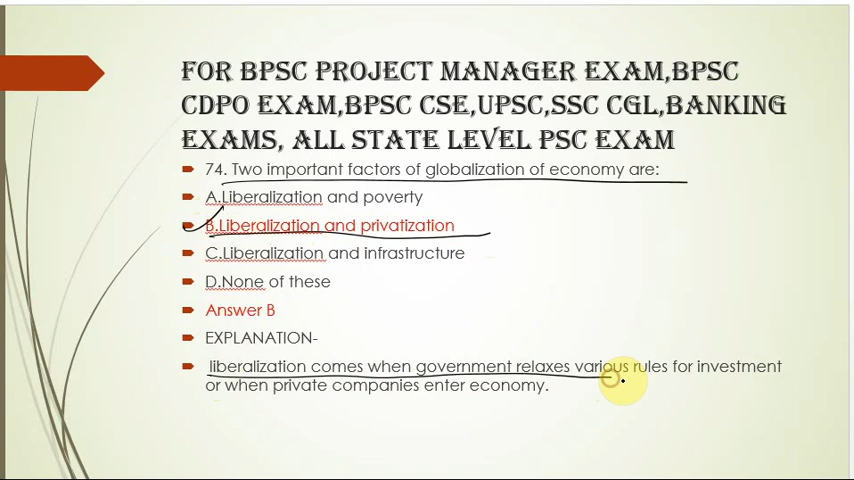 FOR BPSC PROJECT MANAGER EXAM,BPSC
CDPO EXAM,BPSC CSE,UPSC,SSC CGL,BANKING
EXAMS, ALL STATE LEVEL PSC EXAM
74. Two important factors of globalization of economy are:
A.Liberalization and poverty
B.Liberalization and privatization
C.Liberalization and infrastructure
D.None of these
Answer B
EXPLANATION-
liberalization comes when government relaxes various rules for investment
or when private companies enter economy.